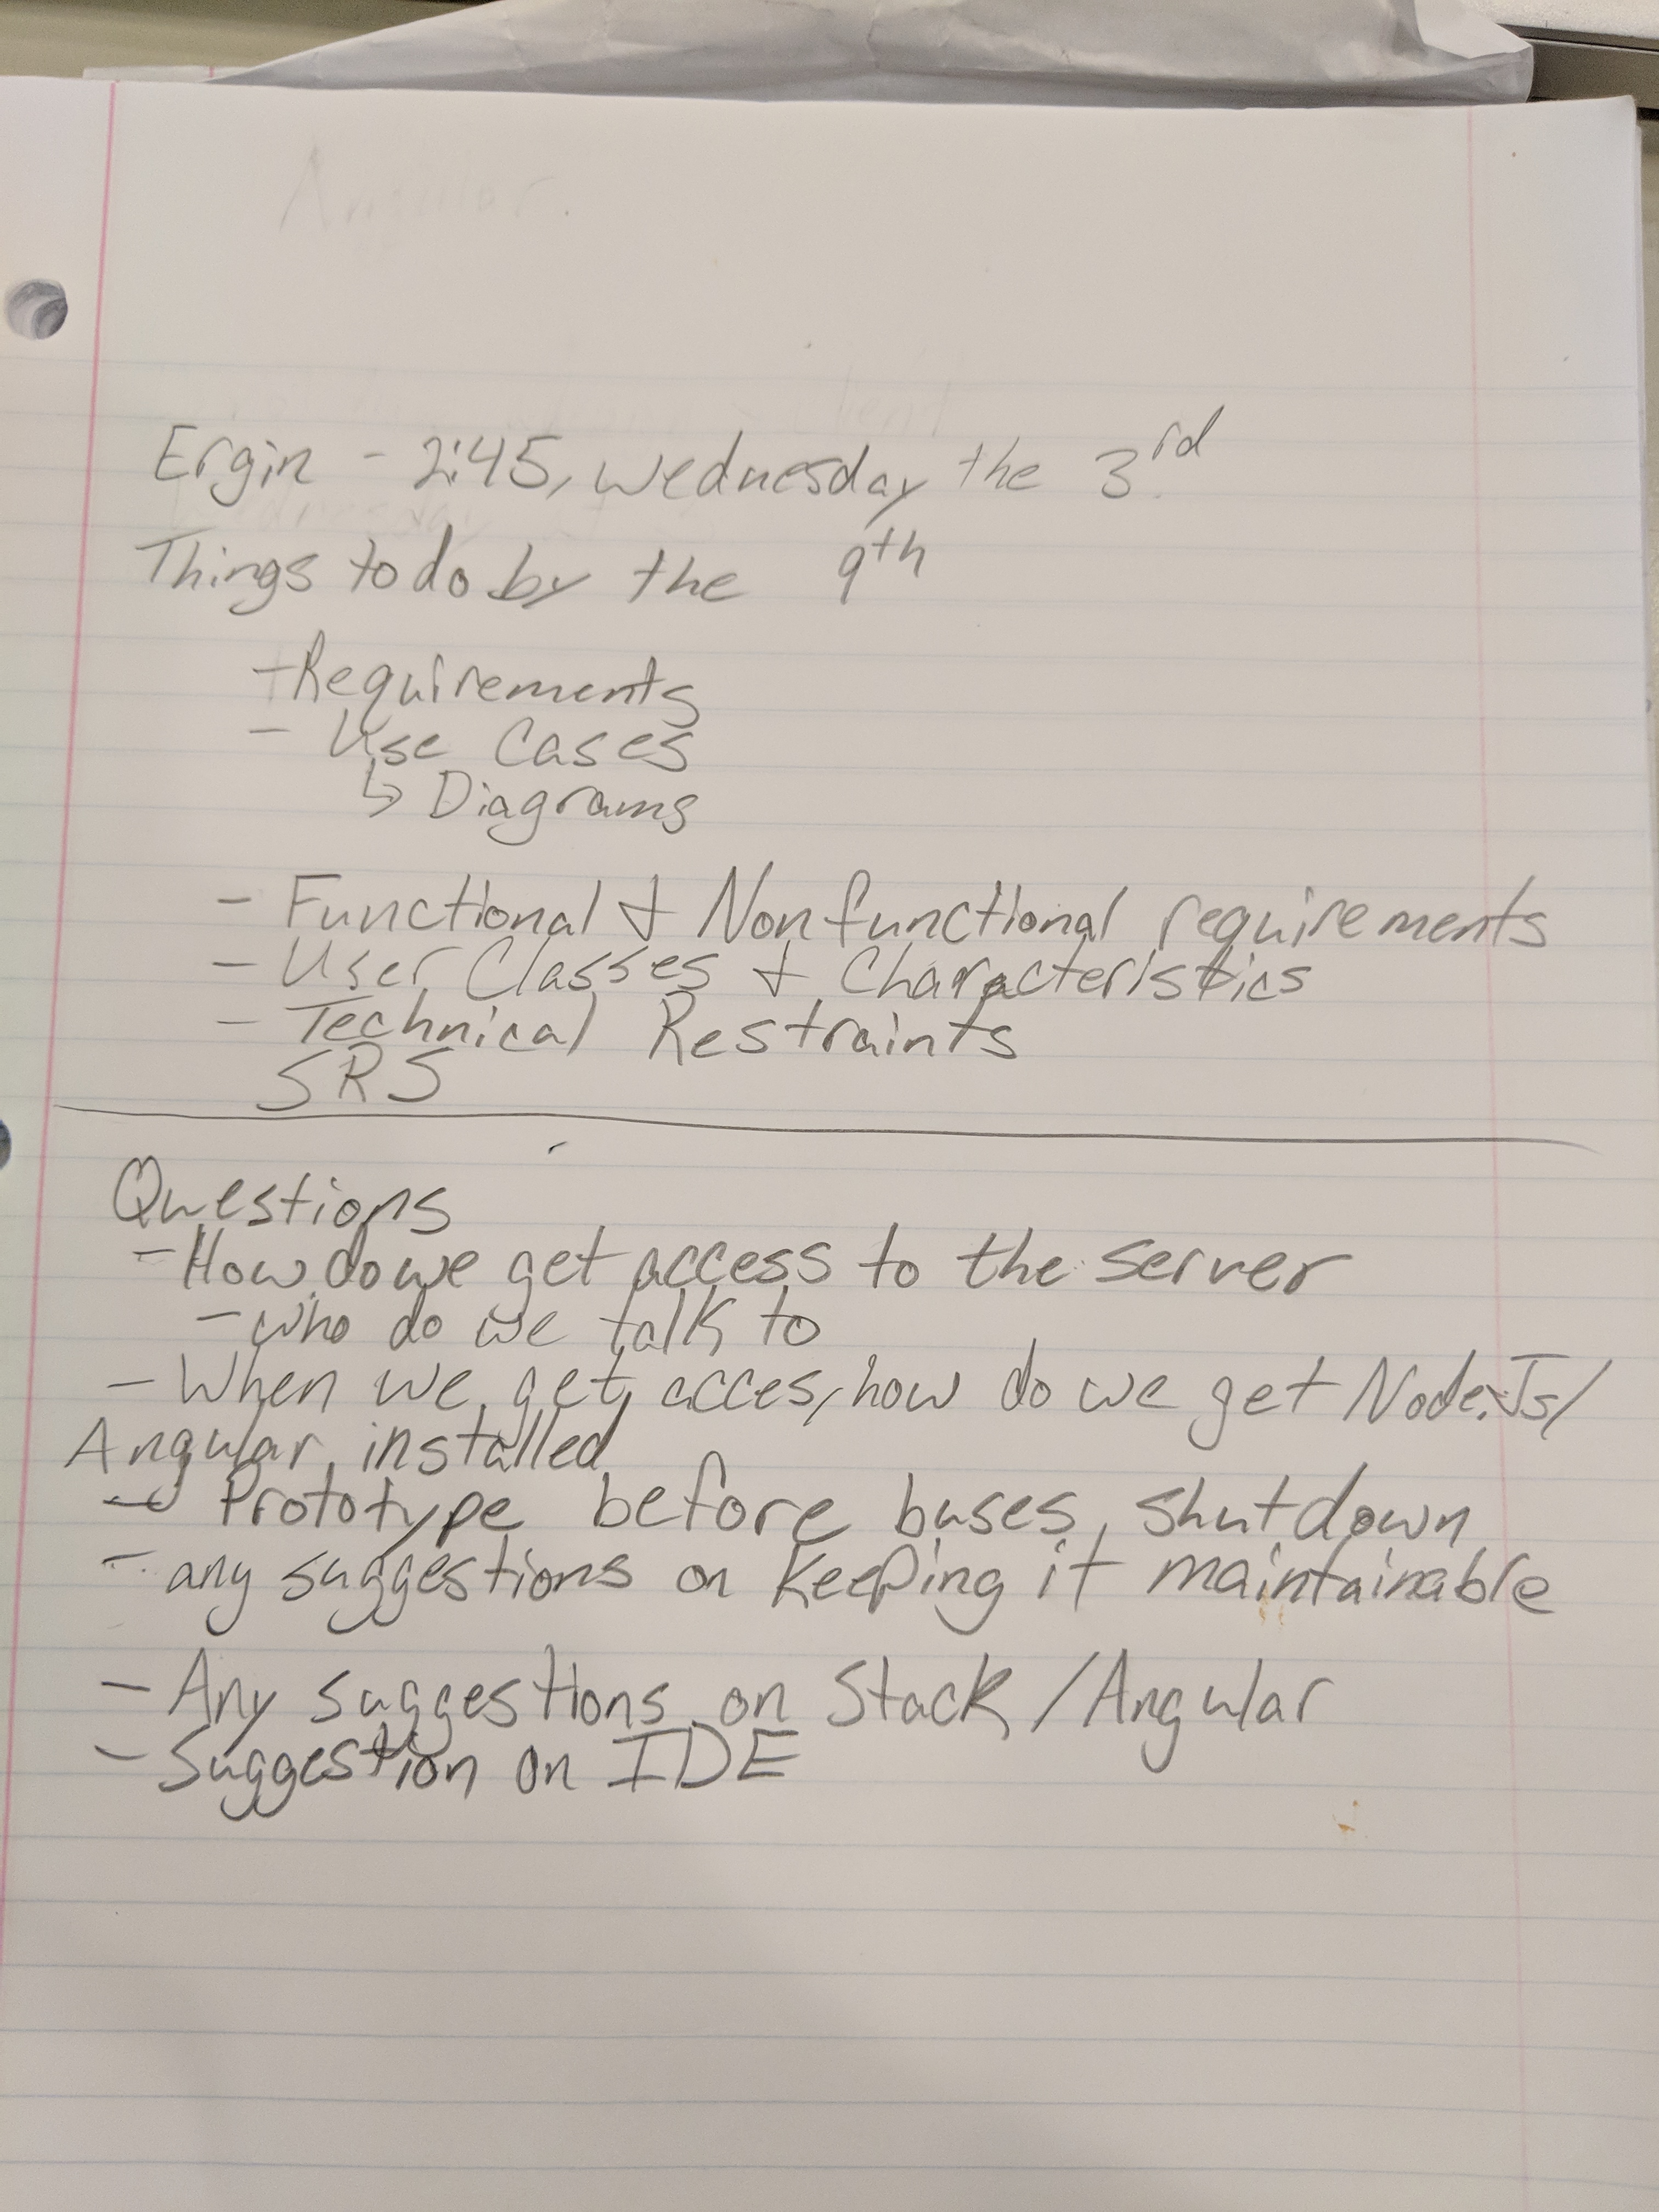 Angular.
Ergin - 2:45, Wednesday the 3rd
Things to do by the 9th
- Requirements
- Use Cases
↳ Diagrams
- Functional + Nonfunctional requirements
- User Classes + Characteristics
- Technical Restraints
SRS
Questions
- How do we get access to the server
- who do we talk to
- When we get acces, how do we get Node.Js/
Angular installed
- Prototype before buses, shutdown
- any suggestions on keeping it maintainable
- Any suggestions on Stack / Angular
- Suggestion on IDE